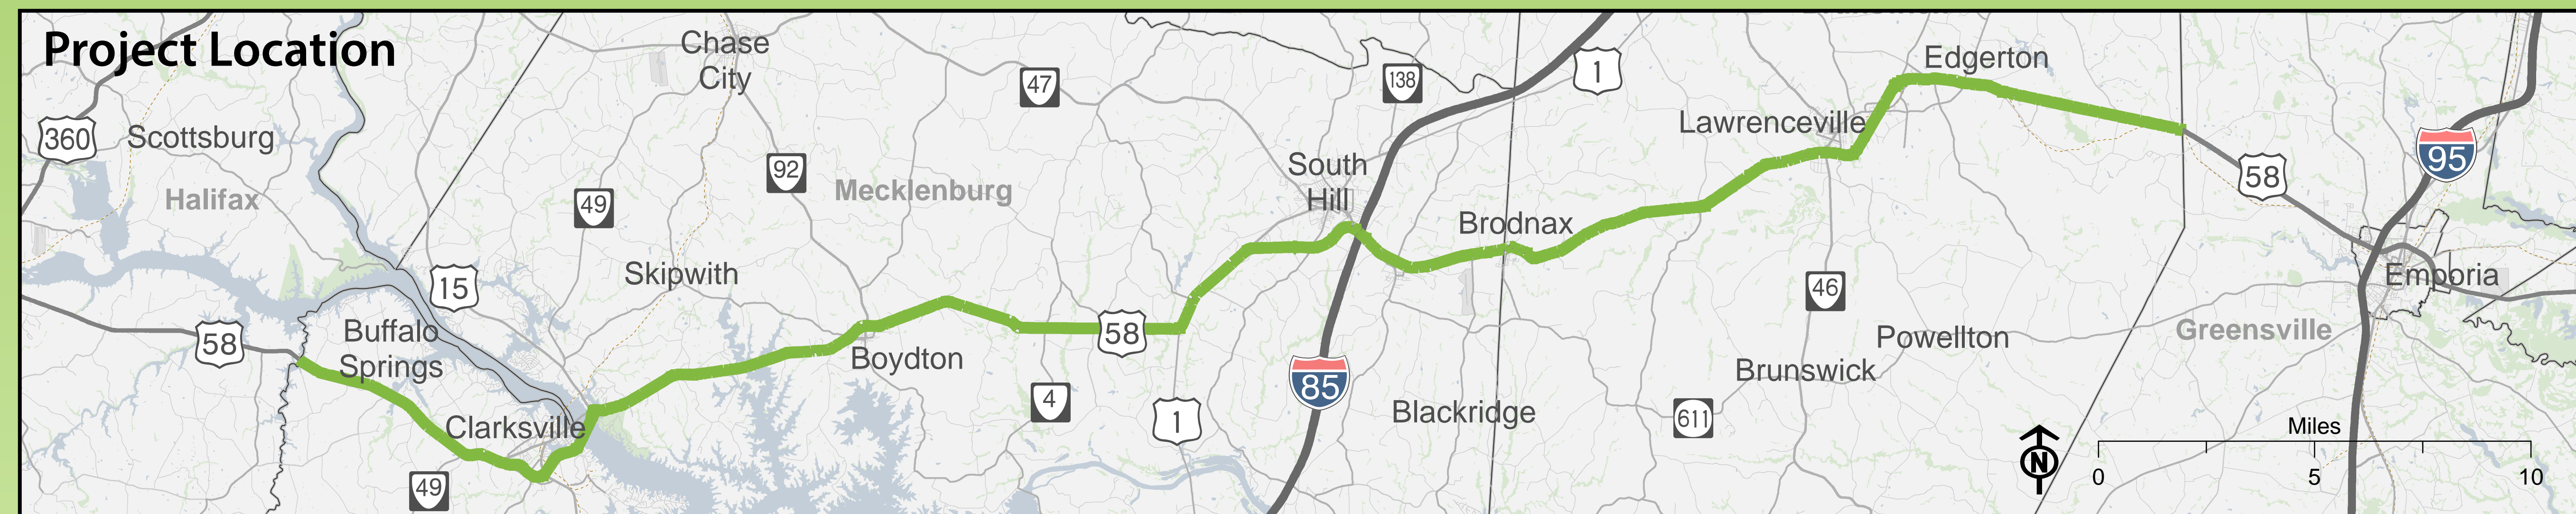 Project Location
Chase
City
47
138
1
Edgerton
360
Scottsburg
Lawrenceville
95
92
South
Hill
58
Halifax
49
Mecklenburg
Brodnax
15
Skipwith
46
Emporia
Buffalo
Springs
58
Boydton
58
Powellton
Greensville
85
Brunswick
4
1
Blackridge
611
Clarksville
49
N
Miles
0
5
10